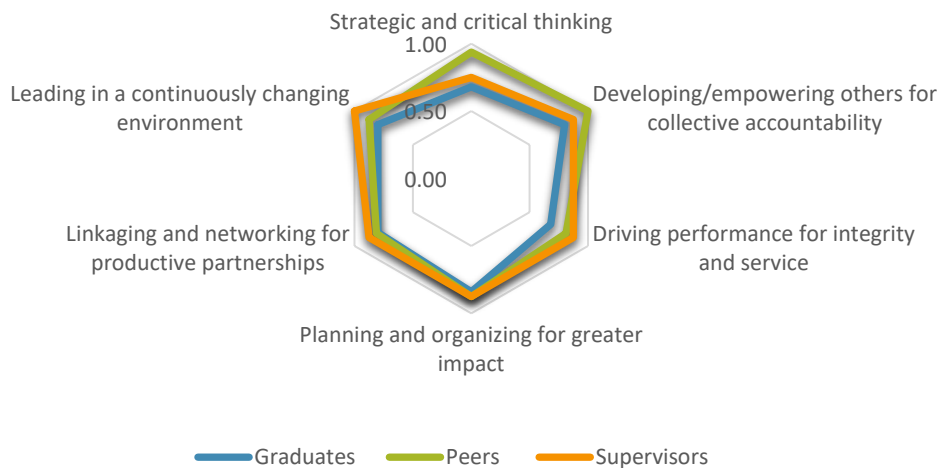 Strategic and critical thinking
1.00
Leading in a continuously changing
environment
Developing/empowering others for
collective accountability
0.50
0.00
Linkaging and networking for
productive partnerships
Driving performance for integrity
and service
Planning and organizing for greater
impact
Graduates
Peers
Supervisors